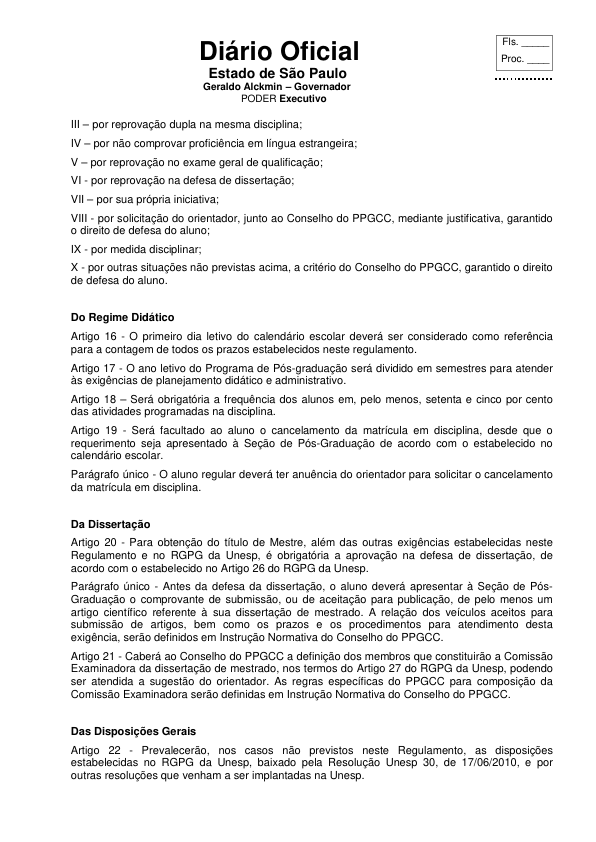 Diário Oficial
Estado de São Paulo
Geraldo Alckmin – Governador
PODER Executivo
Fls. _____
Proc. ____
III – por reprovação dupla na mesma disciplina;
IV – por não comprovar proficiência em língua estrangeira;
V – por reprovação no exame geral de qualificação;
VI - por reprovação na defesa de dissertação;
VII – por sua própria iniciativa;
VIII - por solicitação do orientador, junto ao Conselho do PPGCC, mediante justificativa, garantido
o direito de defesa do aluno;
IX - por medida disciplinar;
X - por outras situações não previstas acima, a critério do Conselho do PPGCC, garantido o direito
de defesa do aluno.
Do Regime Didático
Artigo 16 - O primeiro dia letivo do calendário escolar deverá ser considerado como referência
para a contagem de todos os prazos estabelecidos neste regulamento.
Artigo 17 - O ano letivo do Programa de Pós-graduação será dividido em semestres para atender
às exigências de planejamento didático e administrativo.
Artigo 18 – Será obrigatória a frequência dos alunos em, pelo menos, setenta e cinco por cento
das atividades programadas na disciplina.
Artigo 19 - Será facultado ao aluno o cancelamento da matrícula em disciplina, desde que o
requerimento seja apresentado à Seção de Pós-Graduação de acordo com o estabelecido no
calendário escolar.
Parágrafo único - O aluno regular deverá ter anuência do orientador para solicitar o cancelamento
da matrícula em disciplina.
Da Dissertação
Artigo 20 - Para obtenção do título de Mestre, além das outras exigências estabelecidas neste
Regulamento e no RGPG da Unesp, é obrigatória a aprovação na defesa de dissertação, de
acordo com o estabelecido no Artigo 26 do RGPG da Unesp.
Parágrafo único - Antes da defesa da dissertação, o aluno deverá apresentar à Seção de Pós-
Graduação o comprovante de submissão, ou de aceitação para publicação, de pelo menos um
artigo científico referente à sua dissertação de mestrado. A relação dos veículos aceitos para
submissão de artigos, bem como os prazos e os procedimentos para atendimento desta
exigência, serão definidos em Instrução Normativa do Conselho do PPGCC.
Artigo 21 - Caberá ao Conselho do PPGCC a definição dos membros que constituirão a Comissão
Examinadora da dissertação de mestrado, nos termos do Artigo 27 do RGPG da Unesp, podendo
ser atendida a sugestão do orientador. As regras específicas do PPGCC para composição da
Comissão Examinadora serão definidas em Instrução Normativa do Conselho do PPGCC.
Das Disposições Gerais
Artigo 22 - Prevalecerão, nos casos não previstos neste Regulamento, as disposições
estabelecidas no RGPG da Unesp, baixado pela Resolução Unesp 30, de 17/06/2010, e por
outras resoluções que venham a ser implantadas na Unesp.